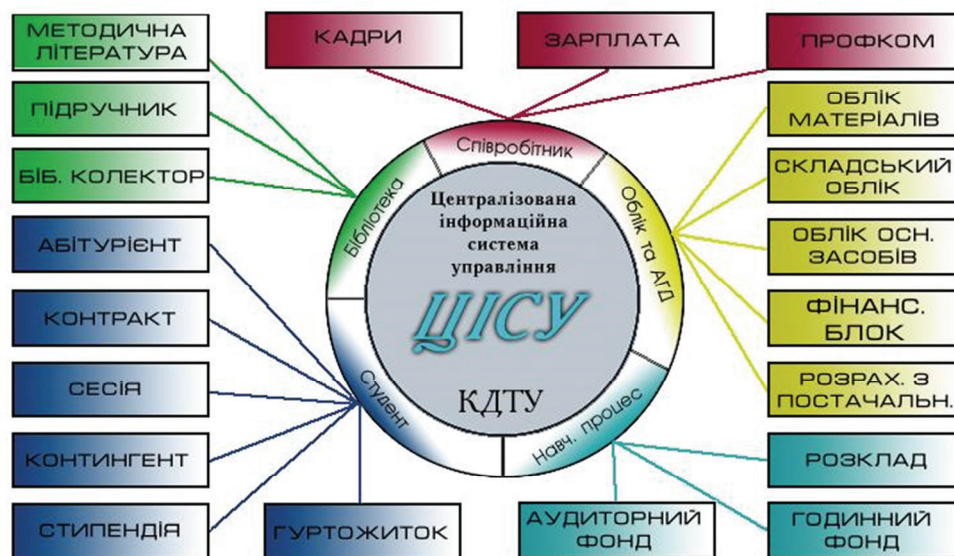 МЕТОДИЧНА
ЛІТЕРАТУРА
КАДРИ
ЗАРПЛАТА
ПРОФКОМ
ПІДРУЧНИК
ОБЛІК
МАТЕРІАЛІВ
БІБ. КОЛЕКТОР
СКЛАДСЬКИЙ
ОБЛІК
АБІТУРІЄНТ
ОБЛІК ОСН.
ЗАСОБІВ
КОНТРАКТ
ФІНАНС.
БЛОК
СЕСІЯ
РОЗРАХ. З
ПОСТАЧАЛЬН.
КОНТИНГЕНТ
РОЗКЛАД
СТИПЕНДІЯ
ГУРТОЖИТОК
АУДИТОРНИЙ
ФОНД
ГОДИННИЙ
ФОНД
Співробітник
Бібліотека
Облік та АГД
Студент
Навч. процес
Централізована
інформаційна
система
управління
ЦІСУ
КДТУ